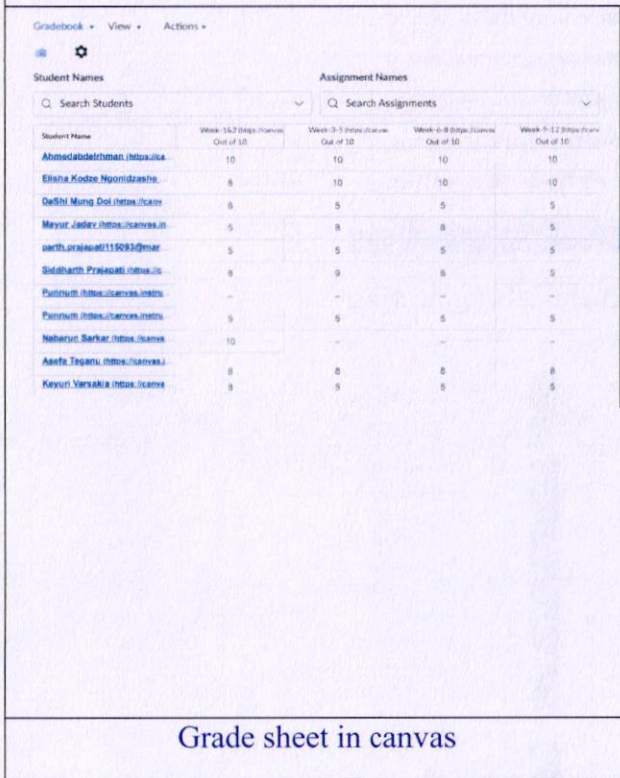 Gradebook View Actions
Student Names Assignment Names
Search Students Search Assignments
Student Name Week-1&2 (https://canvas Week-3-5 (https://canvas Week-6-8 (https://canvas Week-9-12 (https://canv
Out of 10 Out of 10 Out of 10 Out of 10
Ahmedabdelrhman (https://ca... 10 10 10 10
Elisha Kodze Ngonidzashe ... 8 10 10 10
DeShi Mung Doi (https://canv 6 5 5 5
Mayur Jadav (https://canvas.in 5 8 8 5
parth.prajapati115093@mar... 5 5 5 5
Siddharth Prajapati (https://c... 8 9 8 5
Punnum (https://canvas.instru – – – –
Punnum (https://canvas.instru 5 5 5 5
Naharun Sarkar (https://canva 10 – – –
Asefa Teganu (https://canvas.i... 8 8 8 8
Keyuri Varsakia (https://canva 8 5 5 5
Grade sheet in canvas